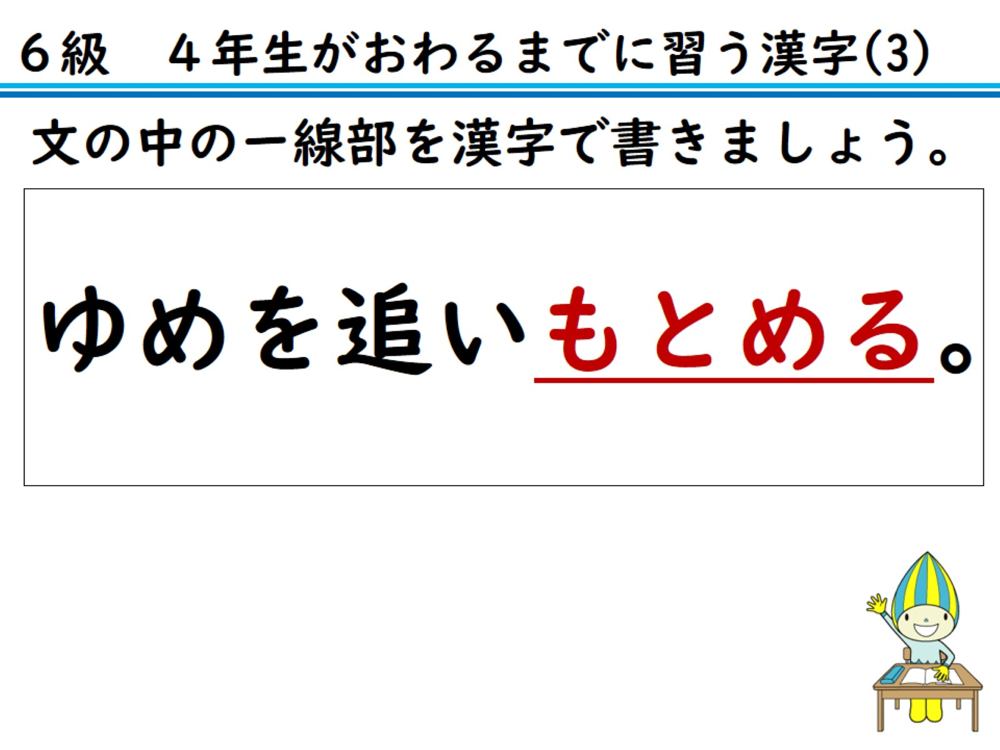 ６級　４年生がおわるまでに習う漢字(3)
文の中の一線部を漢字で書きましょう。
ゆめを追いもとめる。